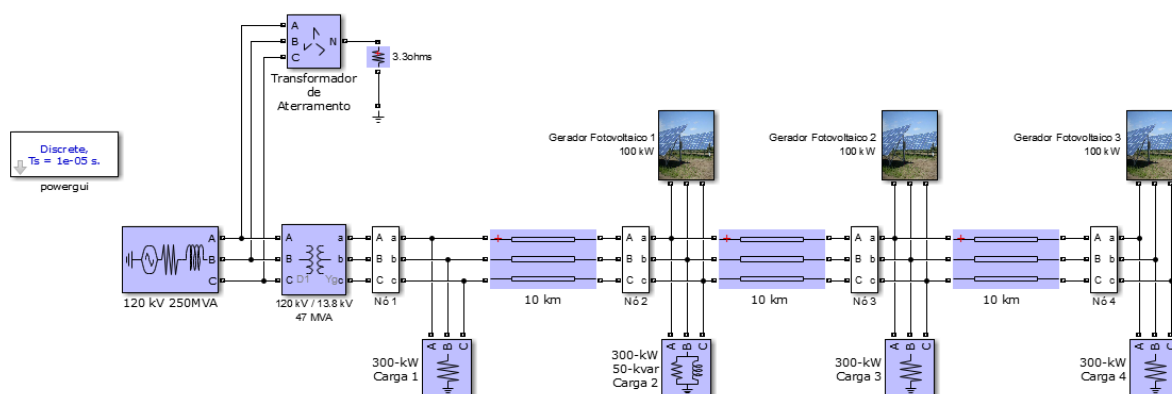 A
B
C
N
3.3ohms
Transformador
de
Aterramento
Discrete,
Ts = 1e-05 s.
powergui
Gerador Fotovoltaico 1
100 kW
Gerador Fotovoltaico 2
100 kW
Gerador Fotovoltaico 3
100 kW
A
B
C
120 kV 250MVA
A
B
C
D1
Yg
a
b
c
120 kV / 13.8 kV
47 MVA
A a
B b
C c
Nó 1
10 km
A a
B b
C c
Nó 2
10 km
A a
B b
C c
Nó 3
10 km
A a
B b
C c
Nó 4
A B C
300-kW
Carga 1
A B C
300-kW
50-kvar
Carga 2
A B C
300-kW
Carga 3
A B C
300-kW
Carga 4